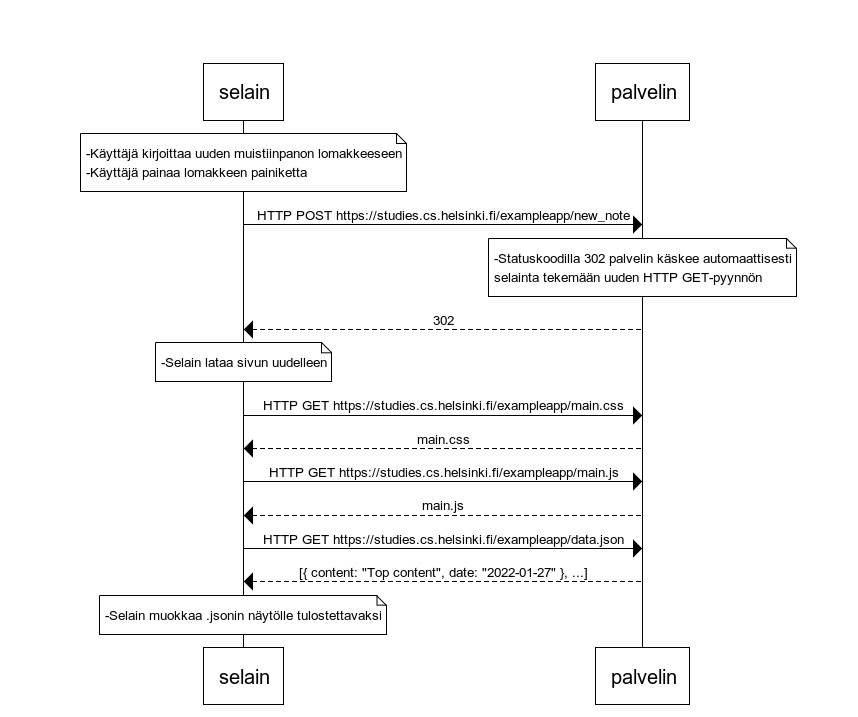 selain
palvelin
-Käyttäjä kirjoittaa uuden muistiinpanon lomakkeeseen
-Käyttäjä painaa lomakkeen painiketta
HTTP POST https://studies.cs.helsinki.fi/exampleapp/new_note
-Statuskoodilla 302 palvelin käskee automaattisesti
selainta tekemään uuden HTTP GET-pyynnön
302
-Selain lataa sivun uudelleen
HTTP GET https://studies.cs.helsinki.fi/exampleapp/main.css
main.css
HTTP GET https://studies.cs.helsinki.fi/exampleapp/main.js
main.js
HTTP GET https://studies.cs.helsinki.fi/exampleapp/data.json
[{ content: "Top content", date: "2022-01-27" }, ...]
-Selain muokkaa .jsonin näytölle tulostettavaksi
selain
palvelin